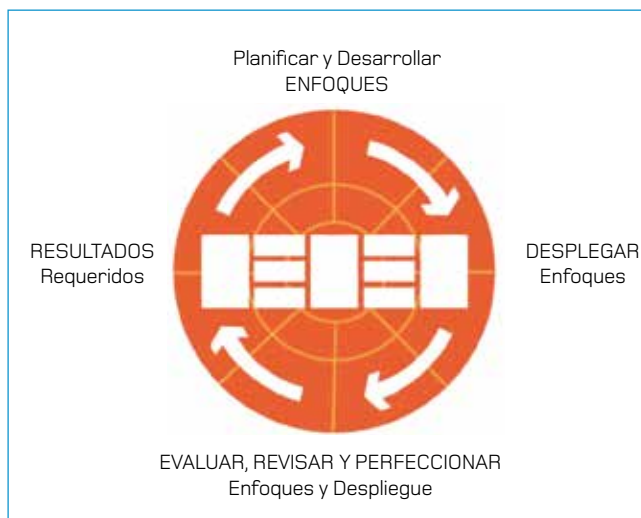 Planificar y Desarrollar
ENFOQUES
RESULTADOS
Requeridos
DESPLEGAR
Enfoques
EVALUAR, REVISAR Y PERFECCIONAR
Enfoques y Despliegue